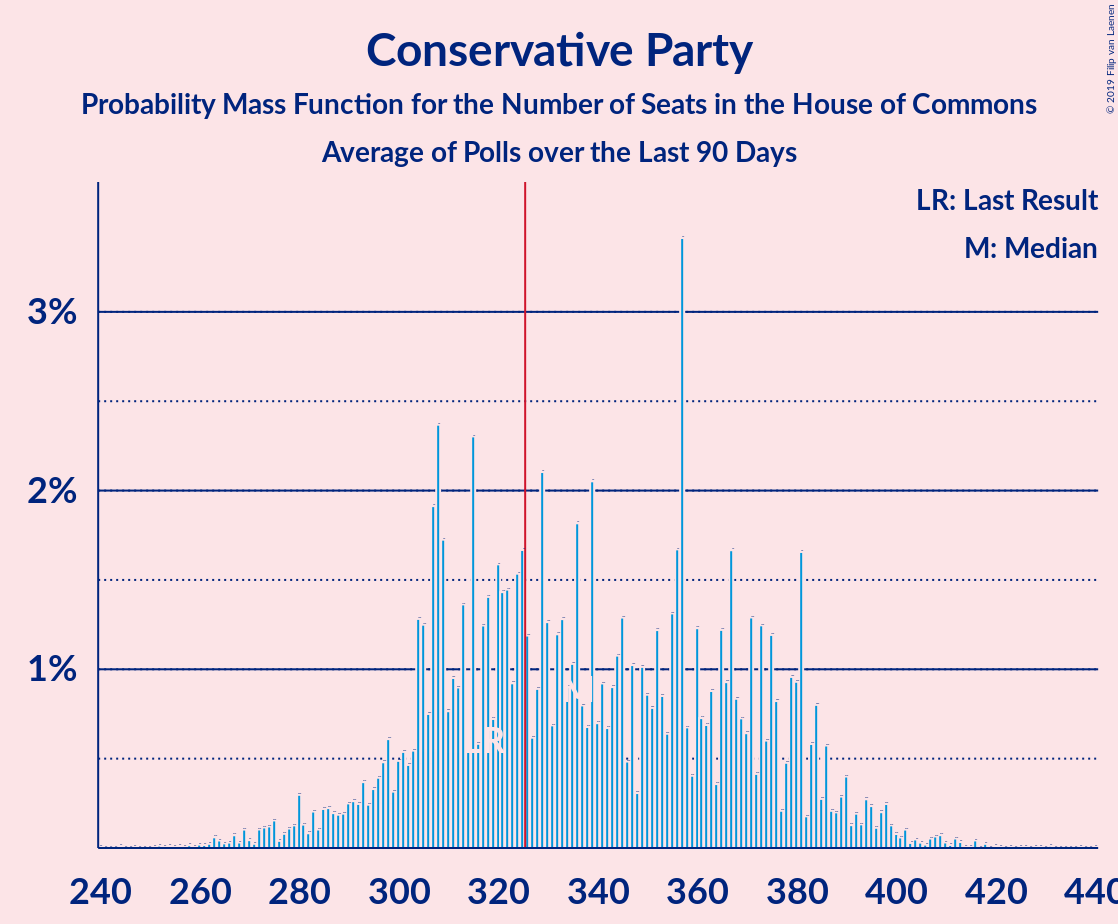 Conservative Party
Probability Mass Function for the Number of Seats in the House of Commons
Average of Polls over the Last 90 Days
© 2019 Filip van Laenen
LR: Last Result
M: Median
3%
2%
1%
LR
M
240 260 280 300 320 340 360 380 400 420 440